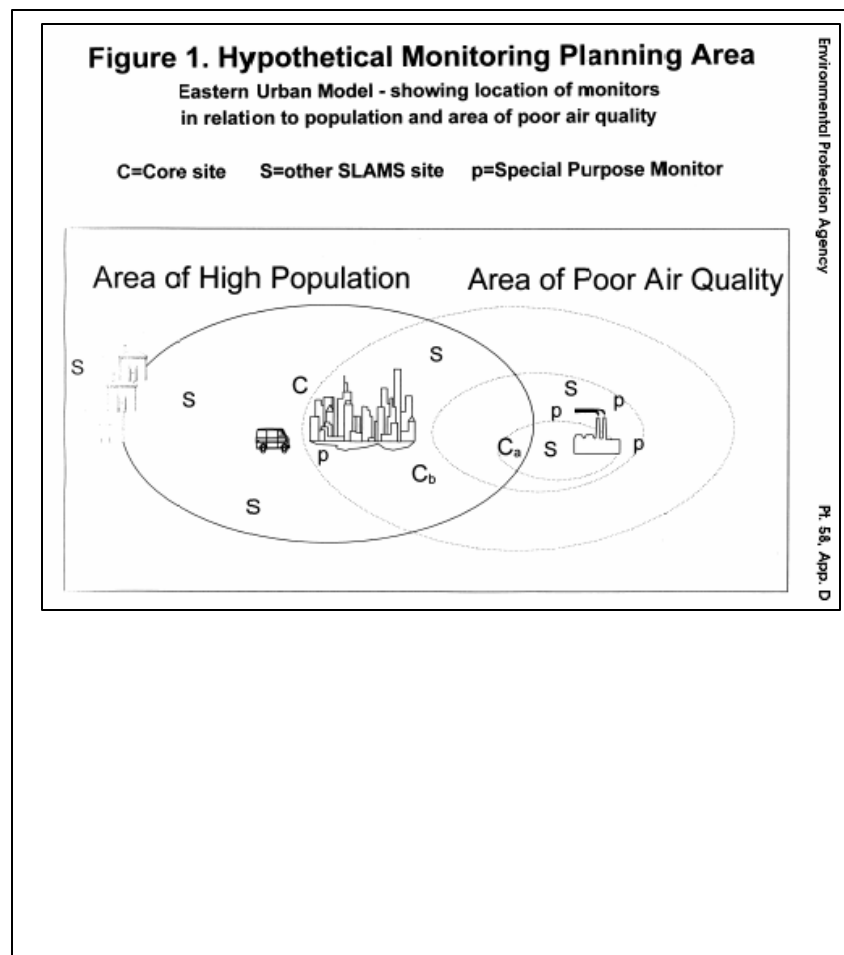 Figure 1. Hypothetical Monitoring Planning Area
Eastern Urban Model - showing location of monitors
in relation to population and area of poor air quality
C=Core site S=other SLAMS site p=Special Purpose Monitor
Area of High Population Area of Poor Air Quality
S
S
C
S
S
p
p
Ca
S
p
p
Cb
S
Environmental Protection Agency
Pt. 58, App. D